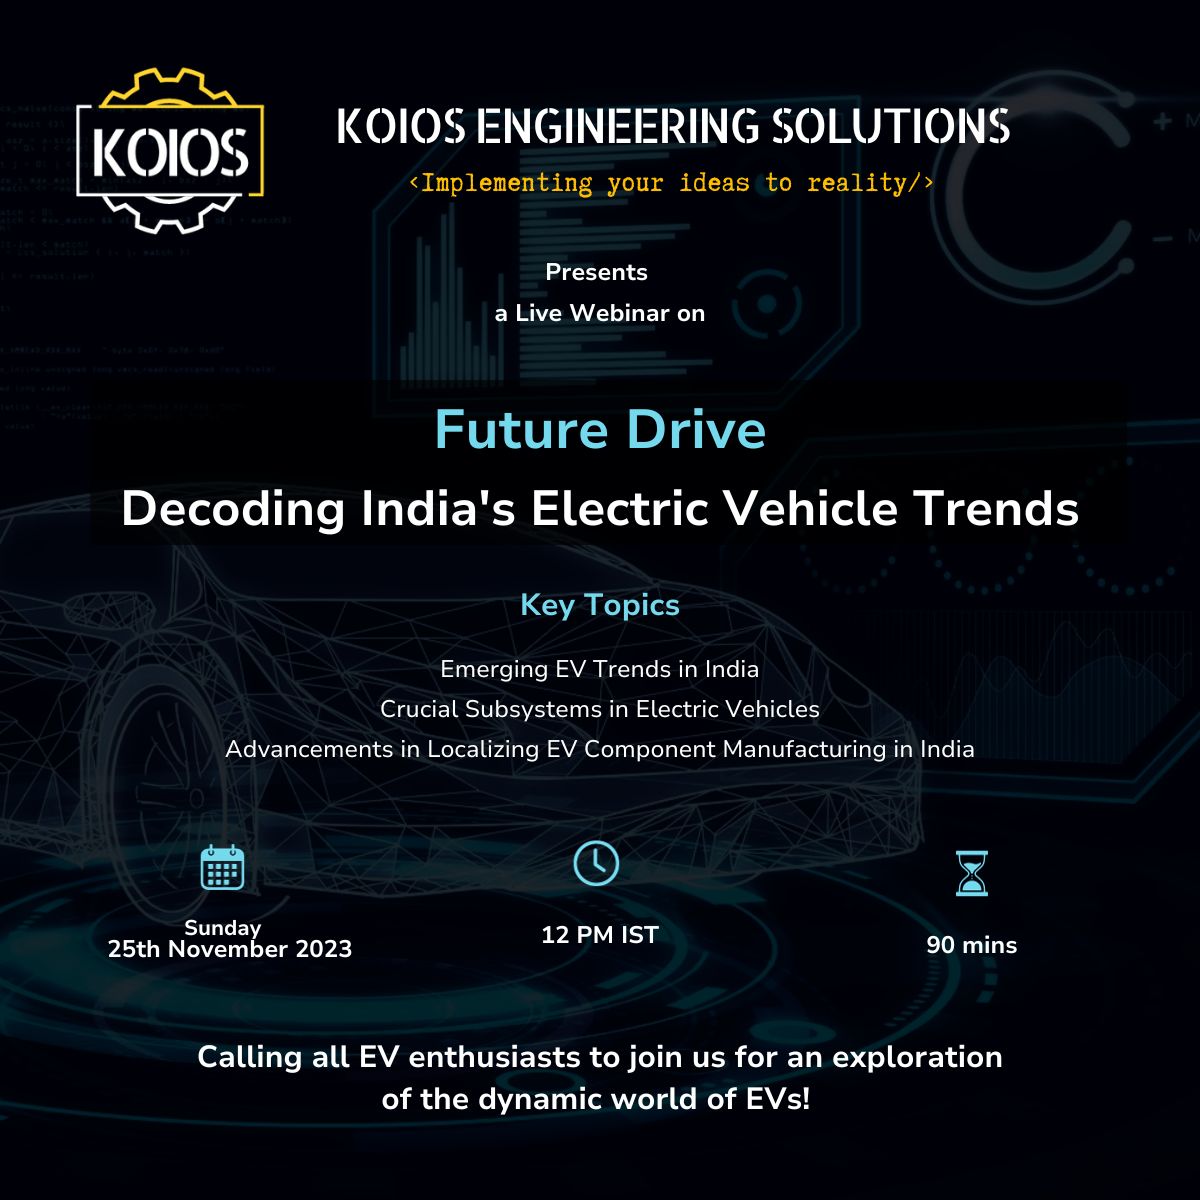 KOIOS
KOIOS ENGINEERING SOLUTIONS
<Implementing your ideas to reality/>
Presents
a Live Webinar on
Future Drive
Decoding India's Electric Vehicle Trends
Key Topics
Emerging EV Trends in India
Crucial Subsystems in Electric Vehicles
Advancements in Localizing EV Component Manufacturing in India
Sunday
25th November 2023
12 PM IST
90 mins
Calling all EV enthusiasts to join us for an exploration
of the dynamic world of EVs!